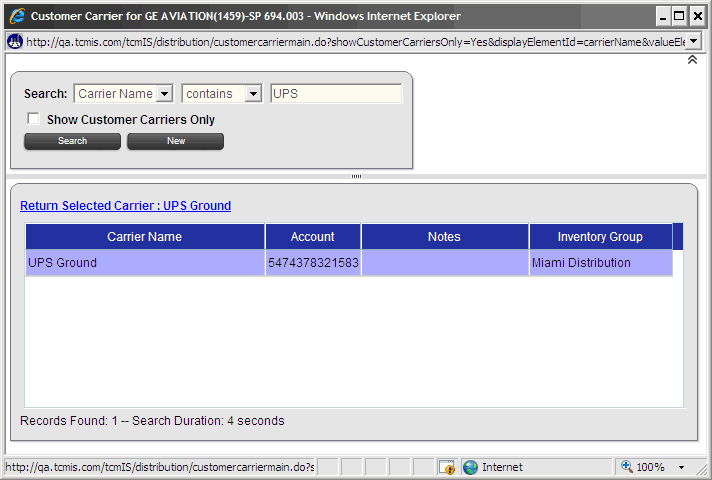 Customer Carrier for GE AVIATION(1459)-SP 694.003 - Windows Internet Explorer
http://qa.tcmis.com/tcmIS/distribution/customercarriermain.do?showCustomerCarriersOnly=Yes&displayElementId=carrierName&valueEle
Search: Carrier Name contains UPS
Show Customer Carriers Only
Search New
Return Selected Carrier : UPS Ground
Carrier Name Account Notes Inventory Group
UPS Ground 5474378321583 Miami Distribution
Records Found: 1 -- Search Duration: 4 seconds
http://qa.tcmis.com/tcmIS/distribution/customercarriermain.do?s Internet 100%